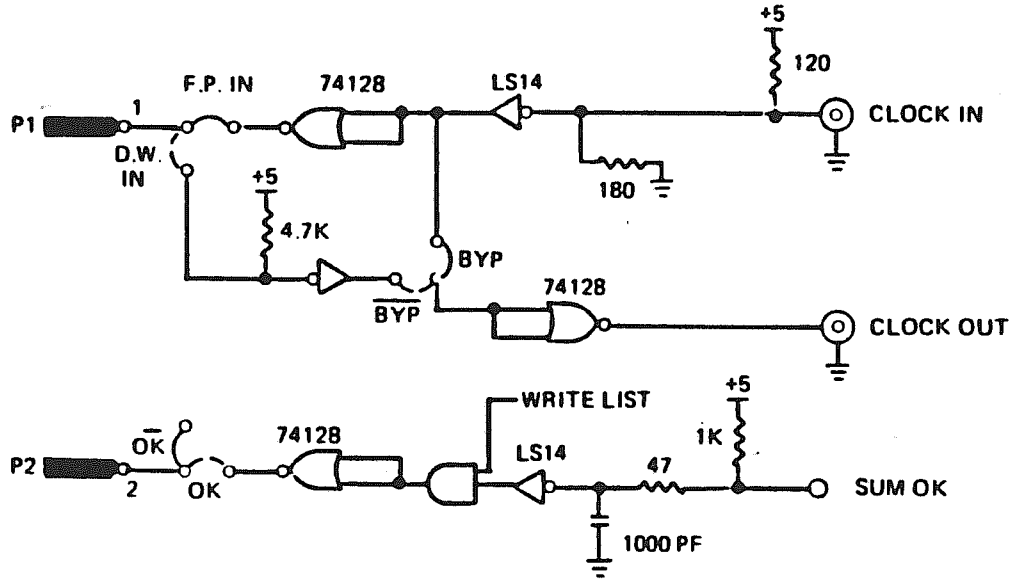 +5
120
F.P. IN
74128
LS14
P1
1
CLOCK IN
D.W.
IN
180
+5
4.7K
BYP
BYP
74128
CLOCK OUT
+5
WRITE LIST
1K
OK
74128
LS14
47
P2
2
OK
SUM OK
1000 PF